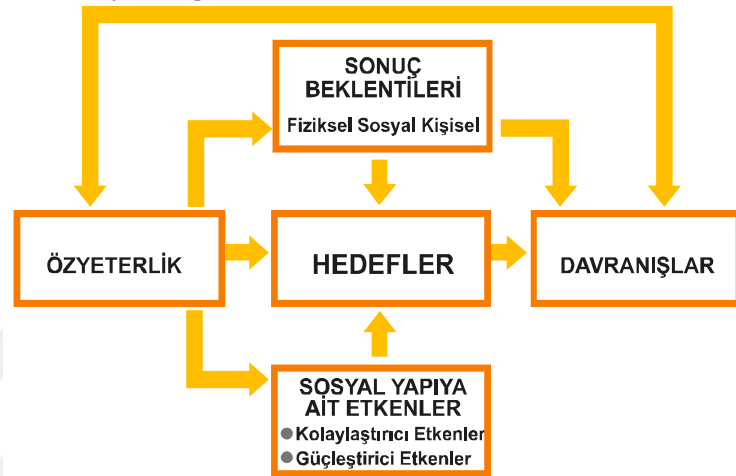 SONUÇ
BEKLENTİLERİ
Fiziksel Sosyal Kişisel
ÖZYETERLİK
HEDEFLER
DAVRANIŞLAR
SOSYAL YAPIYA
AİT ETKENLER
Kolaylaştırıcı Etkenler
Güçleştirici Etkenler